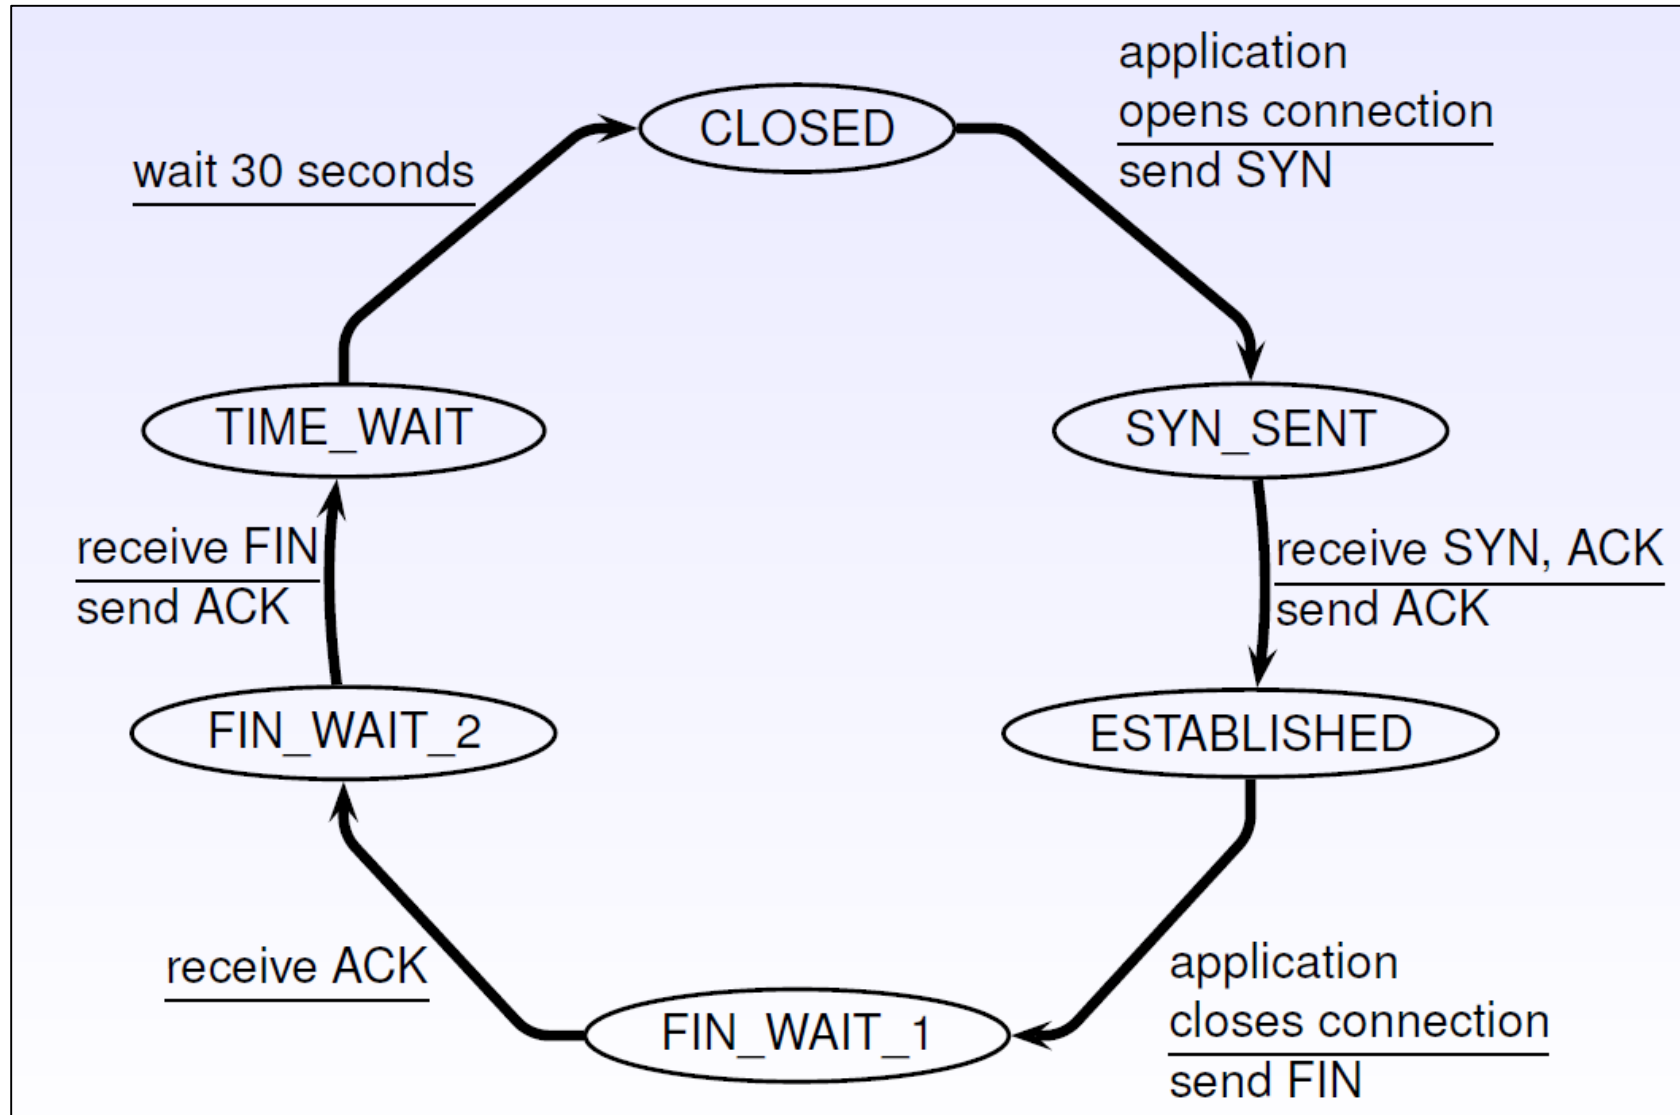 application
opens connection
send SYN
CLOSED
wait 30 seconds
TIME_WAIT
SYN_SENT
receive FIN
send ACK
receive SYN, ACK
send ACK
FIN_WAIT_2
ESTABLISHED
receive ACK
application
closes connection
send FIN
FIN_WAIT_1